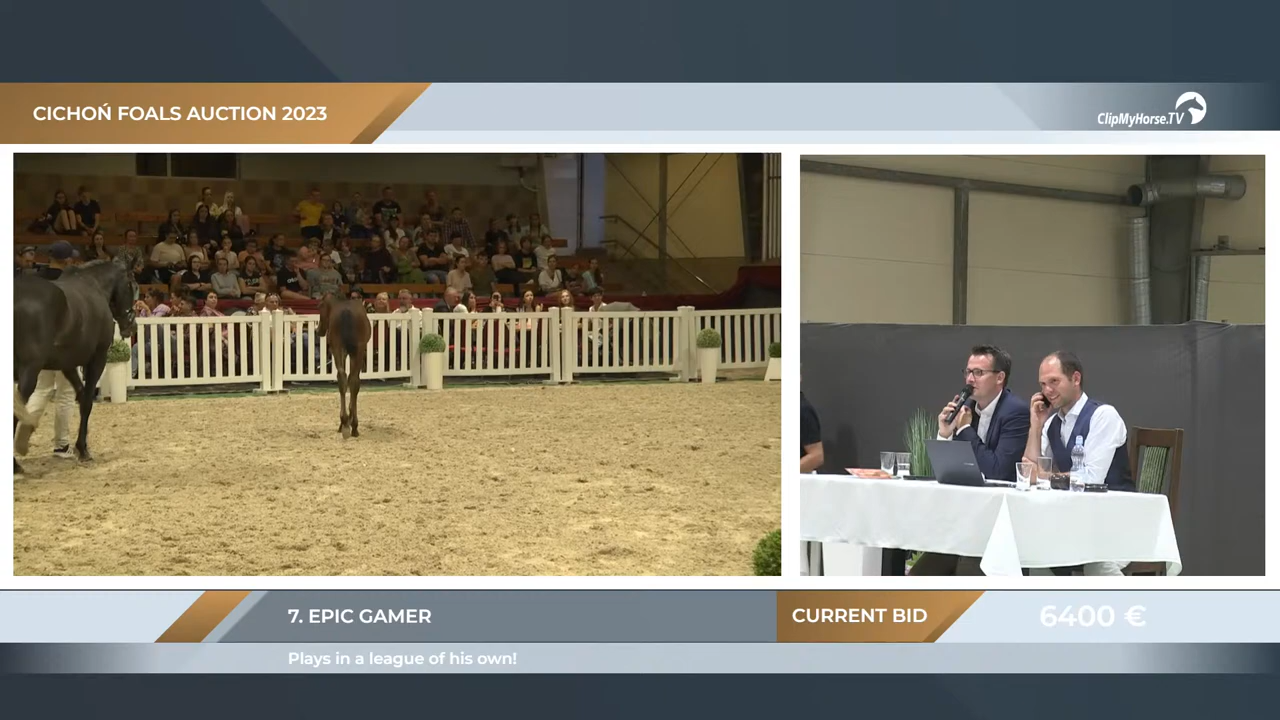 CICHOŃ FOALS AUCTION 2023
ClipMyHorse.TV
7. EPIC GAMER
CURRENT BID
6400 €
Plays in a league of his own!